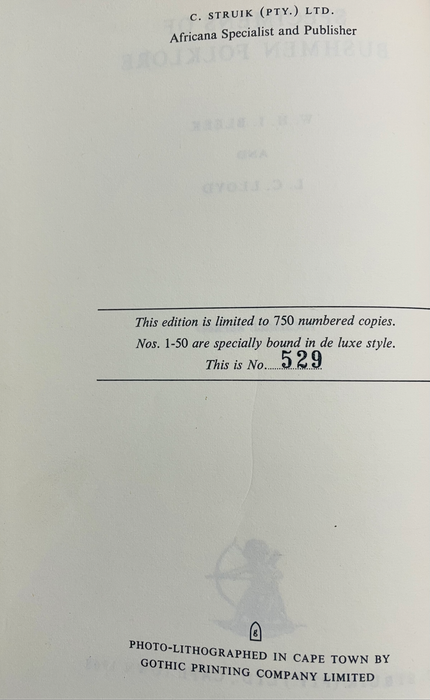 C. STRUIK (PTY.) LTD.
Africana Specialist and Publisher
This edition is limited to 750 numbered copies.
Nos. 1-50 are specially bound in de luxe style.
This is No......529
g
PHOTO-LITHOGRAPHED IN CAPE TOWN BY
GOTHIC PRINTING COMPANY LIMITED